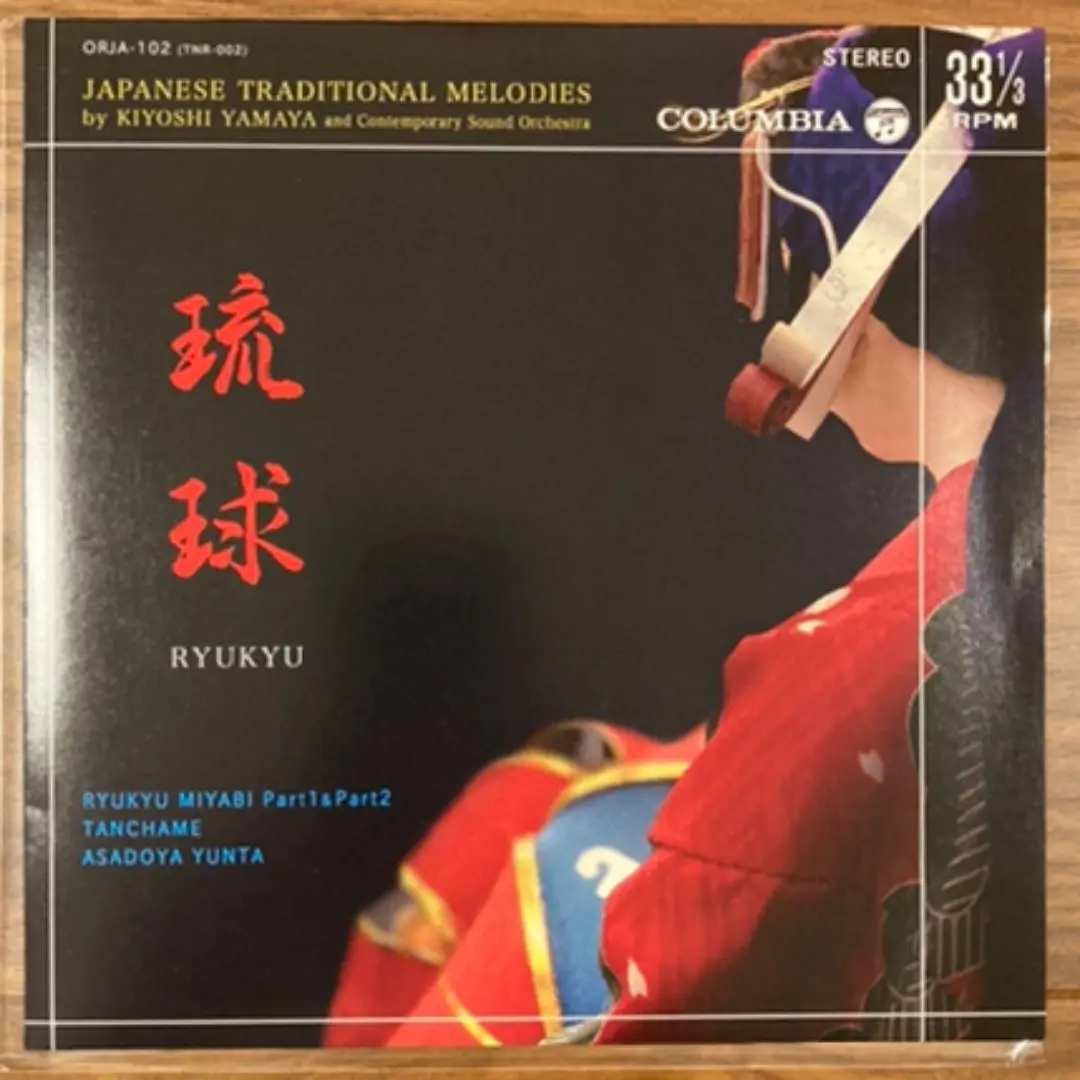 ORJA-102 (TNR-002)
JAPANESE TRADITIONAL MELODIES
by KIYOSHI YAMAYA and Contemporary Sound Orchestra
STEREO
COLUMBIA
33⅓
RPM
琉
球
RYUKYU
RYUKYU MIYABI Part1&Part2
TANCHAME
ASADOYA YUNTA